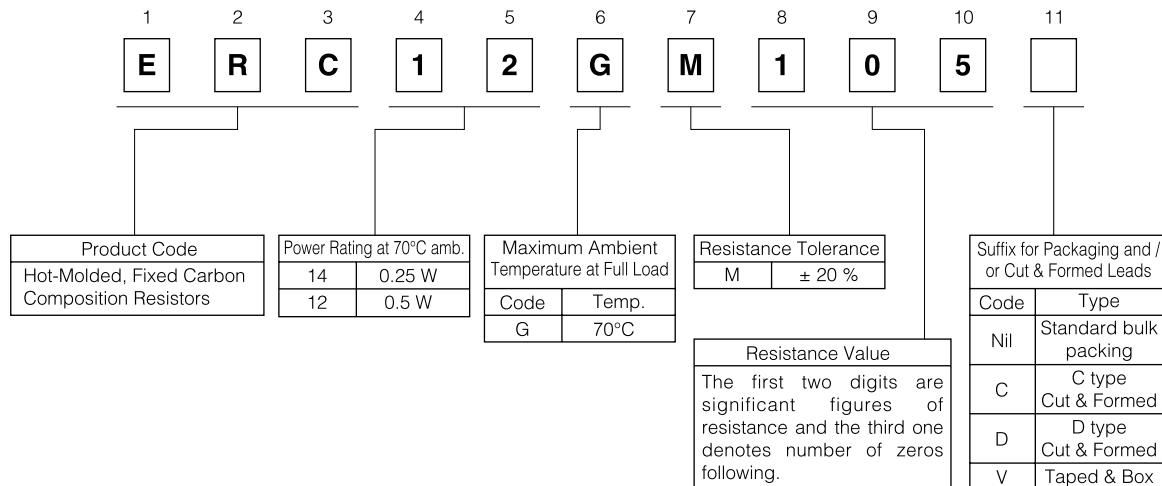 1 2 3 4 5 6 7 8 9 10 11
E R C 1 2 G M 1 0 5
Product Code
Hot-Molded, Fixed Carbon
Composition Resistors
Power Rating at 70°C amb.
14 0.25 W
12 0.5 W
Maximum Ambient
Temperature at Full Load
Code Temp.
G 70°C
Resistance Tolerance
M ± 20 %
Resistance Value
The first two digits are
significant figures of
resistance and the third one
denotes number of zeros
following.
Suffix for Packaging and /
or Cut & Formed Leads
Code Type
Nil Standard bulk
packing
C C type
Cut & Formed
D D type
Cut & Formed
V Taped & Box